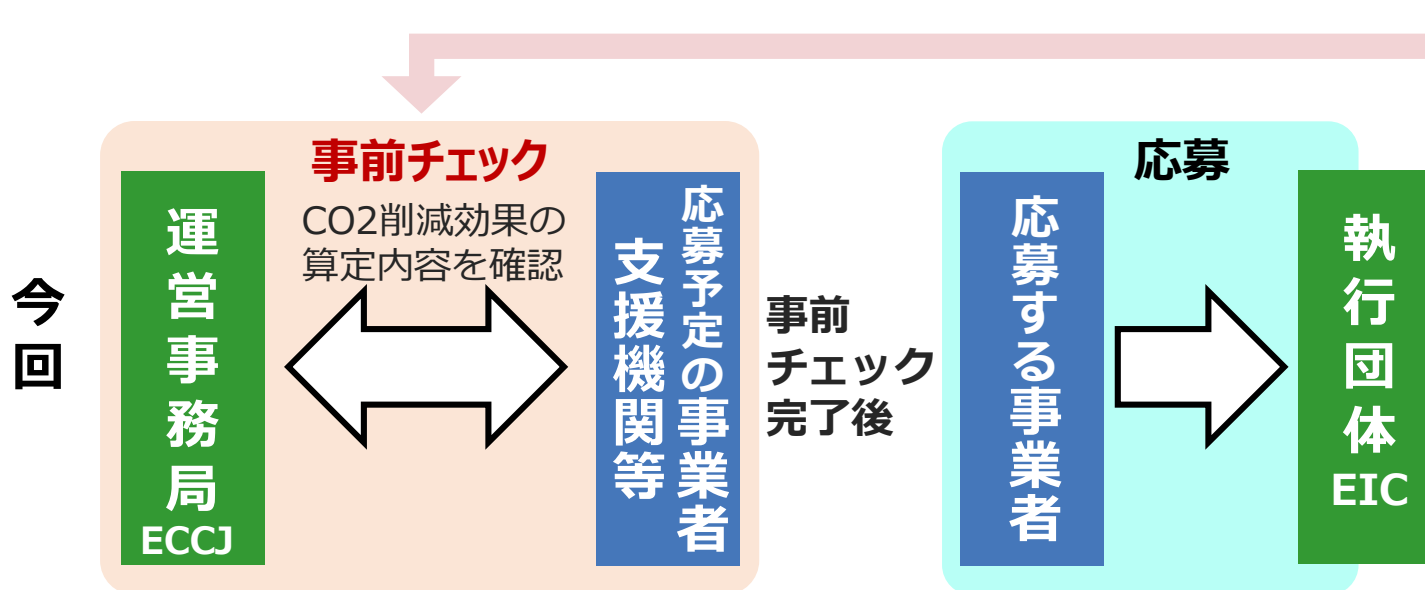 今回
事前チェック
運営事務局
ECCJ
CO2削減効果の
算定内容を確認
応募予定の事業者
支援機関等
事前
チェック
完了後
応募
応募する事業者
執行団体
EIC